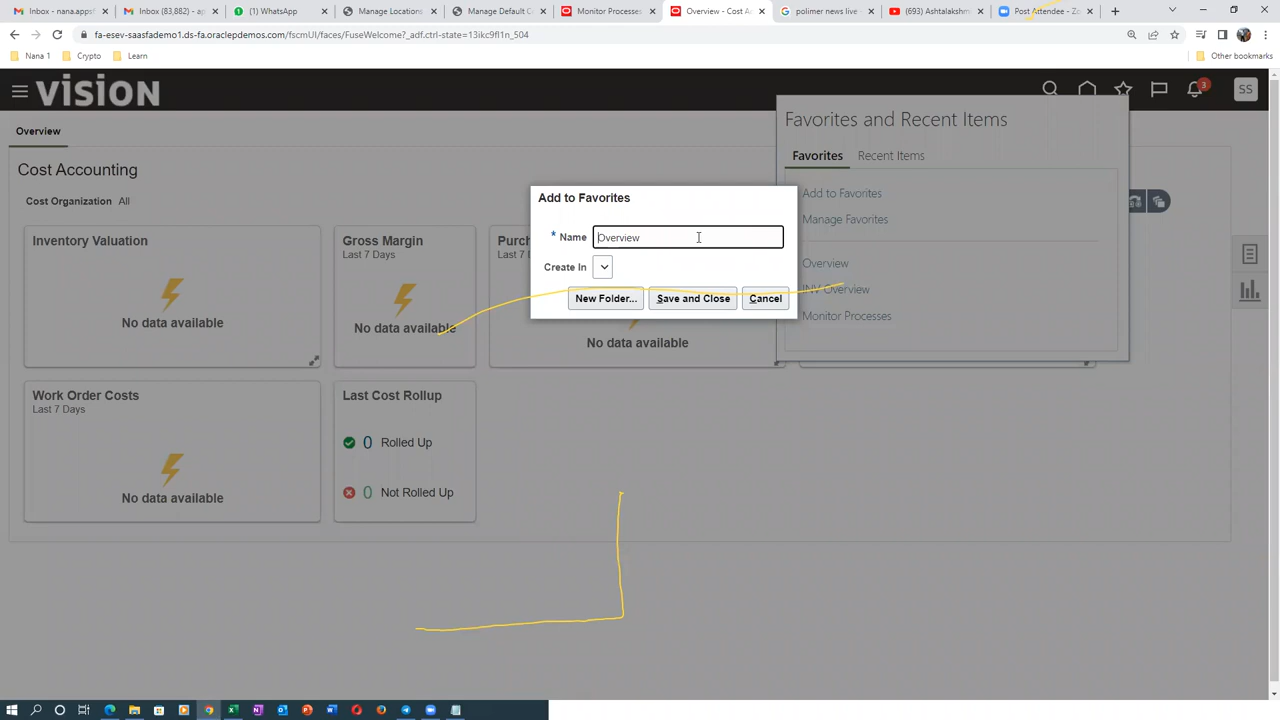 Inbox - nana.apps
Inbox (83,882) - ap
(1) WhatsApp
Manage Locations
Manage Default C
Monitor Processes
Overview - Cost A
polimer news live -
(693) Ashtalakshm
Post Attendee - Zo
fa-esev-saasfademo1.ds-fa.oraclepdemos.com/fscmUI/faces/FuseWelcome?_adf.ctrl-state=13ikc9fl1n_504
Nana 1
Crypto
Learn
Other bookmarks
vision
3
SS
Overview
Favorites and Recent Items
Favorites
Recent Items
Add to Favorites
Manage Favorites
Overview
INV Overview
Monitor Processes
Cost Accounting
Cost Organization All
Add to Favorites
* Name Overview
Create In
New Folder...
Save and Close
Cancel
Inventory Valuation
No data available
Gross Margin
Last 7 Days
No data available
Purch
Last 7
No data available
Work Order Costs
Last 7 Days
No data available
Last Cost Rollup
0 Rolled Up
0 Not Rolled Up